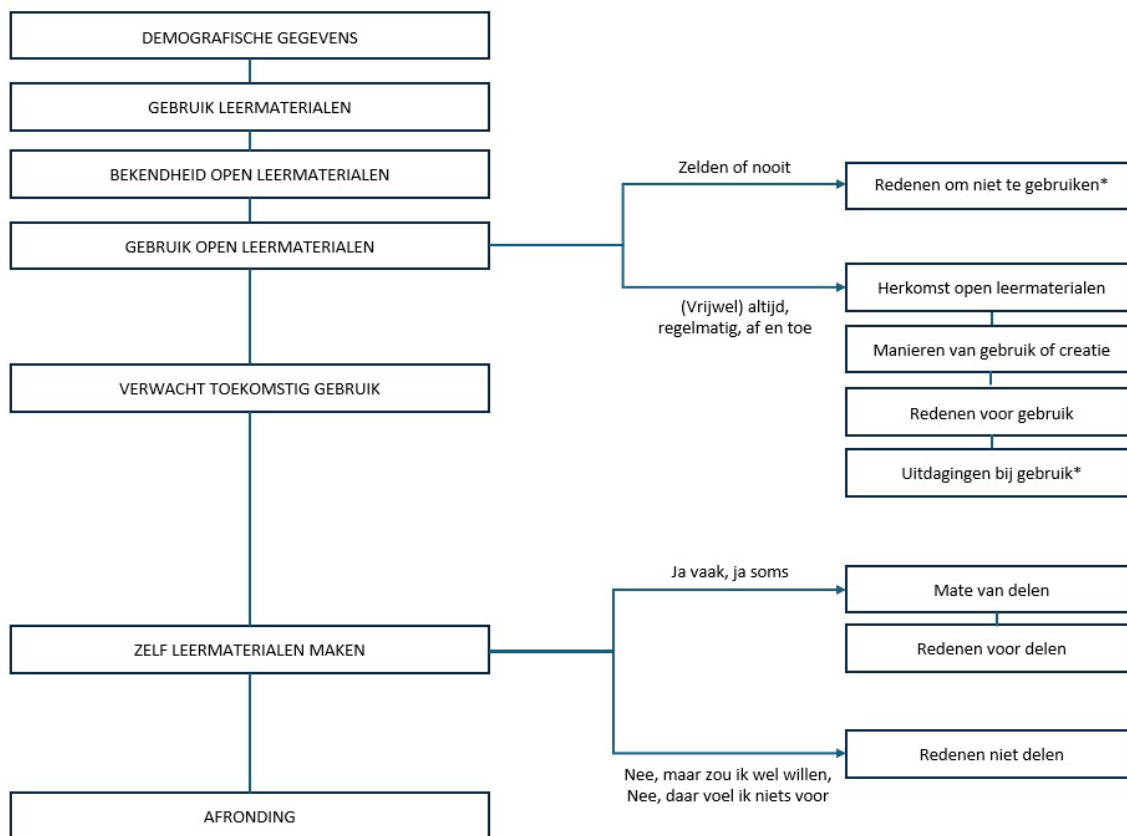 DEMOGRAFISCHE GEGEVENS
GEBRUIK LEERMATERIALEN
BEKENDHEID OPEN LEERMATERIALEN
GEBRUIK OPEN LEERMATERIALEN
Zelden of nooit
Redenen om niet te gebruiken*
(Vrijwel) altijd,
regelmatig, af en toe
Herkomst open leermaterialen
Manieren van gebruik of creatie
Redenen voor gebruik
Uitdagingen bij gebruik*
VERWACHT TOEKOMSTIG GEBRUIK
ZELF LEERMATERIALEN MAKEN
Ja vaak, ja soms
Mate van delen
Redenen voor delen
Nee, maar zou ik wel willen,
Nee, daar voel ik niets voor
Redenen niet delen
AFRONDING